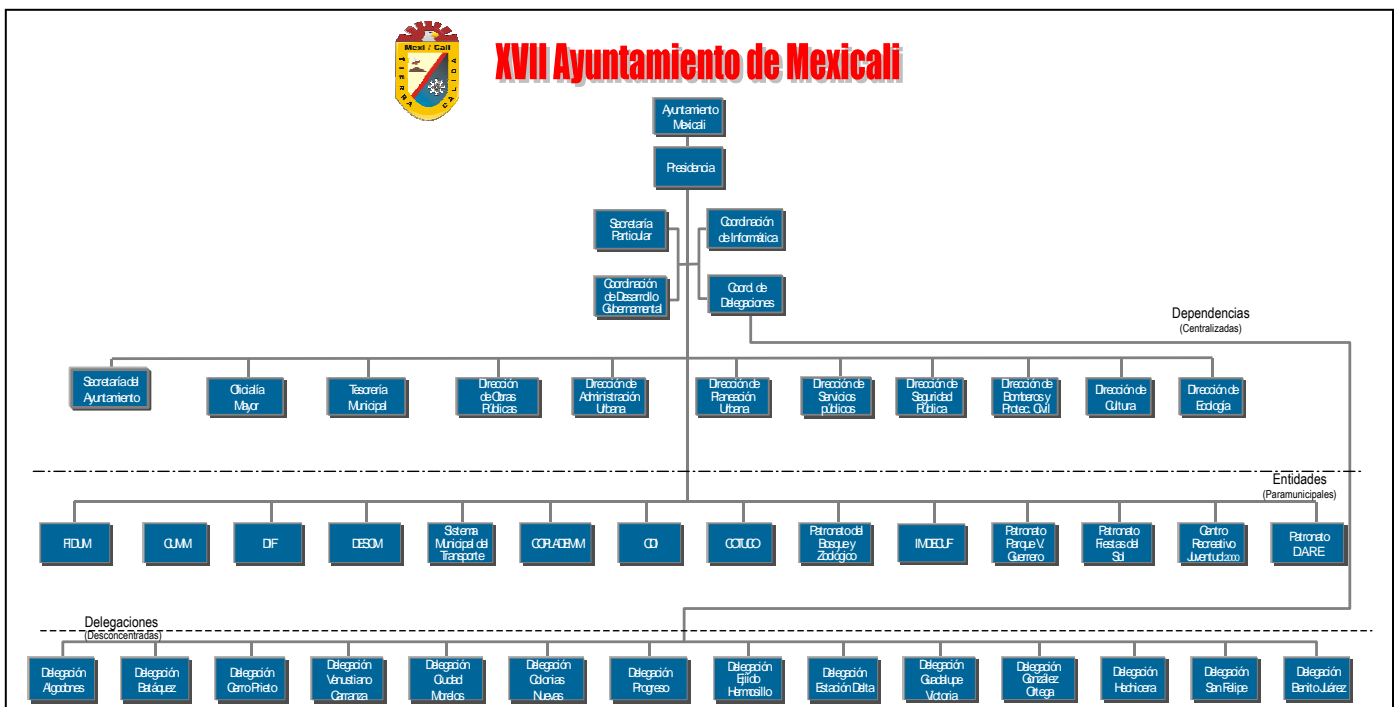 Mexi / Cali
TIERRA CALIDA
XVII Ayuntamiento de Mexicali
Ayuntamiento
Mexicali
Presidencia
Secretaría
Particular
Coordinación
de Informática
Coordinación
de Desarrollo
Gubernamental
Coord. de
Delegaciones
Dependencias
(Centralizadas)
Secretaría del
Ayuntamiento
Oficialía
Mayor
Tesorería
Municipal
Dirección
de Obras
Públicas
Dirección de
Administración
Urbana
Dirección de
Planeación
Urbana
Dirección de
Servicios
públicos
Dirección de
Seguridad
Pública
Dirección de
Bomberos y
Protec. Civil
Dirección de
Cultura
Dirección de
Ecología
Entidades
(Paramunicipales)
FIDUM
CUMM
DIF
DESOM
Sistema
Municipal del
Transporte
COPLADEMM
CDI
COTUCO
Patronato del
Bosque y
Zoológico
IMDECUF
Patronato
Parque V.
Guerrero
Patronato
Fiestas del
Sol
Centro
Recreativo
Juventud 2000
Patronato
D.A.R.E
Delegaciones
(Desconcentradas)
Delegación
Algodones
Delegación
Batáquez
Delegación
Cerro Prieto
Delegación
Venustiano
Carranza
Delegación
Ciudad
Morelos
Delegación
Colonias
Nuevas
Delegación
Progreso
Delegación
Ejido
Hermosillo
Delegación
Estación Delta
Delegación
Guadalupe
Victoria
Delegación
González
Ortega
Delegación
Hechicera
Delegación
San Felipe
Delegación
Benito Juárez